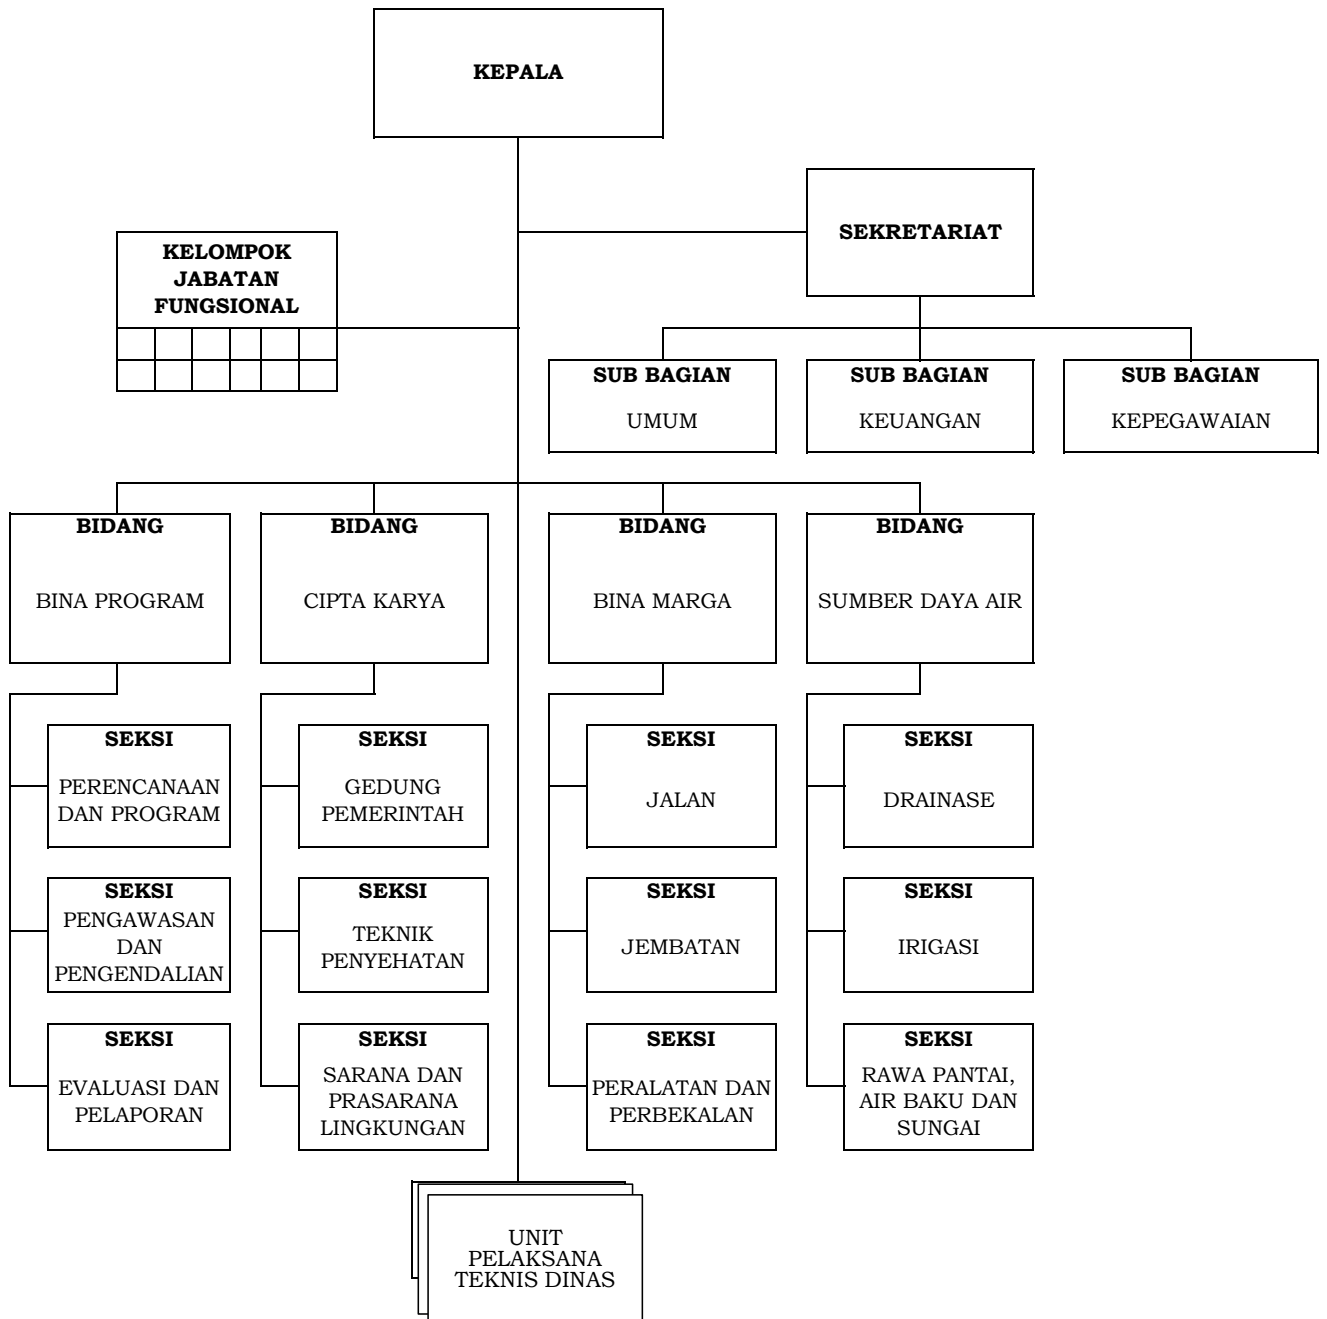 KEPALA
SEKRETARIAT
KELOMPOK
JABATAN
FUNGSIONAL
SUB BAGIAN
UMUM
SUB BAGIAN
KEUANGAN
SUB BAGIAN
KEPEGAWAIAN
BIDANG
BINA PROGRAM
BIDANG
CIPTA KARYA
BIDANG
BINA MARGA
BIDANG
SUMBER DAYA AIR
SEKSI
PERENCANAAN
DAN PROGRAM
SEKSI
GEDUNG
PEMERINTAH
SEKSI
JALAN
SEKSI
DRAINASE
SEKSI
PENGAWASAN
DAN
PENGENDALIAN
SEKSI
TEKNIK
PENYEHATAN
SEKSI
JEMBATAN
SEKSI
IRIGASI
SEKSI
EVALUASI DAN
PELAPORAN
SEKSI
SARANA DAN
PRASARANA
LINGKUNGAN
SEKSI
PERALATAN DAN
PERBEKALAN
SEKSI
RAWA PANTAI,
AIR BAKU DAN
SUNGAI
UNIT
PELAKSANA
TEKNIS DINAS